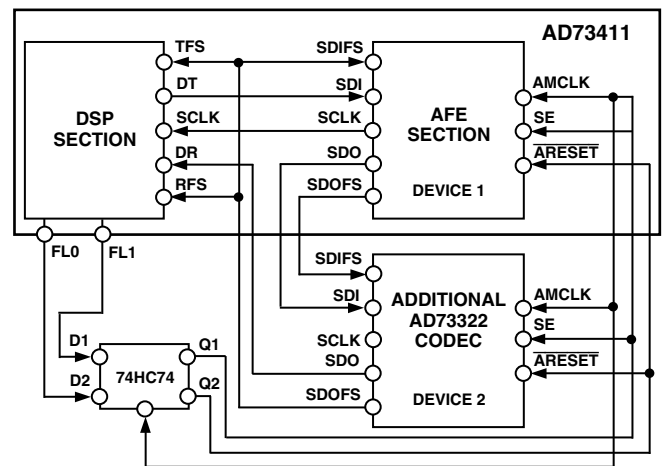 AD73411
TFS
DT
SCLK
DR
RFS
DSP
SECTION
SDIFS
SDI
SCLK
SDO
SDOFS
AFE
SECTION
DEVICE 1
AMCLK
SE
ARESET
FL0
FL1
SDIFS
SDI
SCLK
SDO
SDOFS
ADDITIONAL
AD73322
CODEC
DEVICE 2
AMCLK
SE
ARESET
D1
D2
74HC74
Q1
Q2